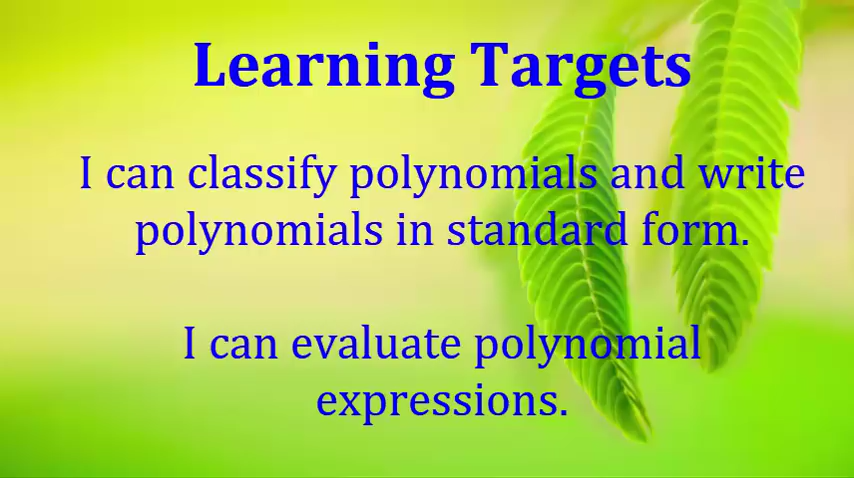 Learning Targets
I can classify polynomials and write
polynomials in standard form.
I can evaluate polynomial
expressions.